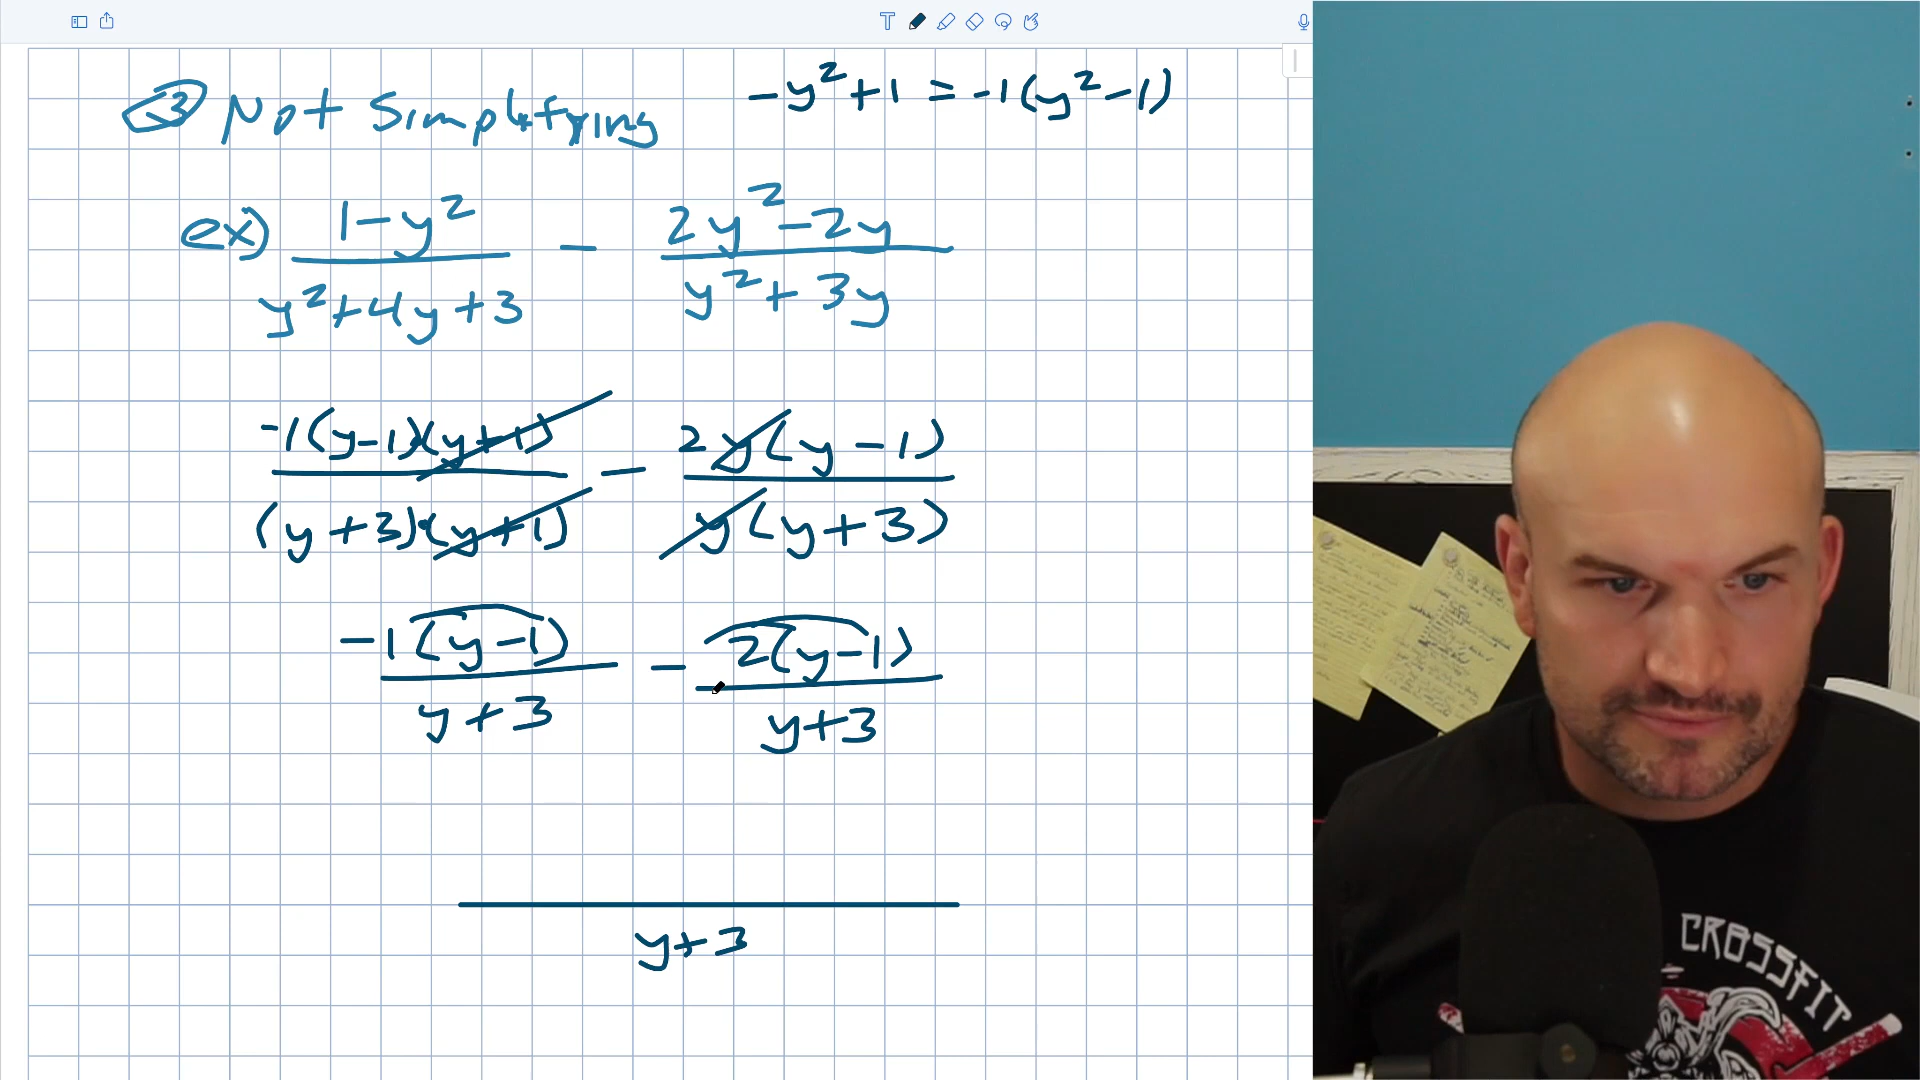 ③ Not Simplifying
-y²+1 = -1(y²-1)
ex) (1-y²)/(y²+4y+3) - (2y²-2y)/(y²+3y)
(-1(y-1)(y+1))/((y+3)(y+1)) - (2y(y-1))/(y(y+3))
(-1(y-1))/(y+3) - (2(y-1))/(y+3)
y+3
CROSSFIT